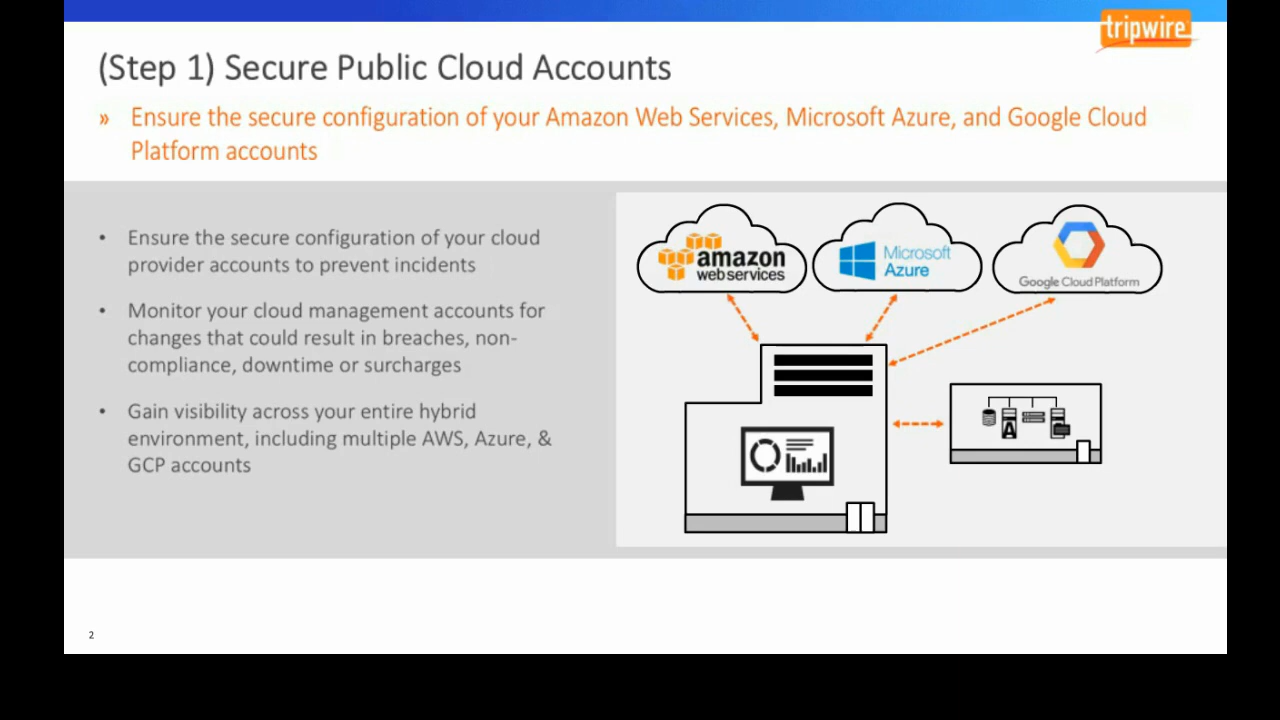 tripwire
(Step 1) Secure Public Cloud Accounts
» Ensure the secure configuration of your Amazon Web Services, Microsoft Azure, and Google Cloud
Platform accounts
• Ensure the secure configuration of your cloud
provider accounts to prevent incidents
• Monitor your cloud management accounts for
changes that could result in breaches, non-
compliance, downtime or surcharges
• Gain visibility across your entire hybrid
environment, including multiple AWS, Azure, &
GCP accounts
amazon
webservices
Microsoft
Azure
Google Cloud Platform
A
2